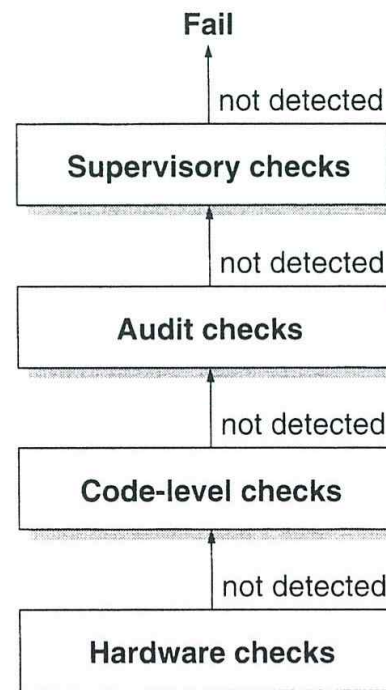 Fail
not detected
Supervisory checks
not detected
Audit checks
not detected
Code-level checks
not detected
Hardware checks